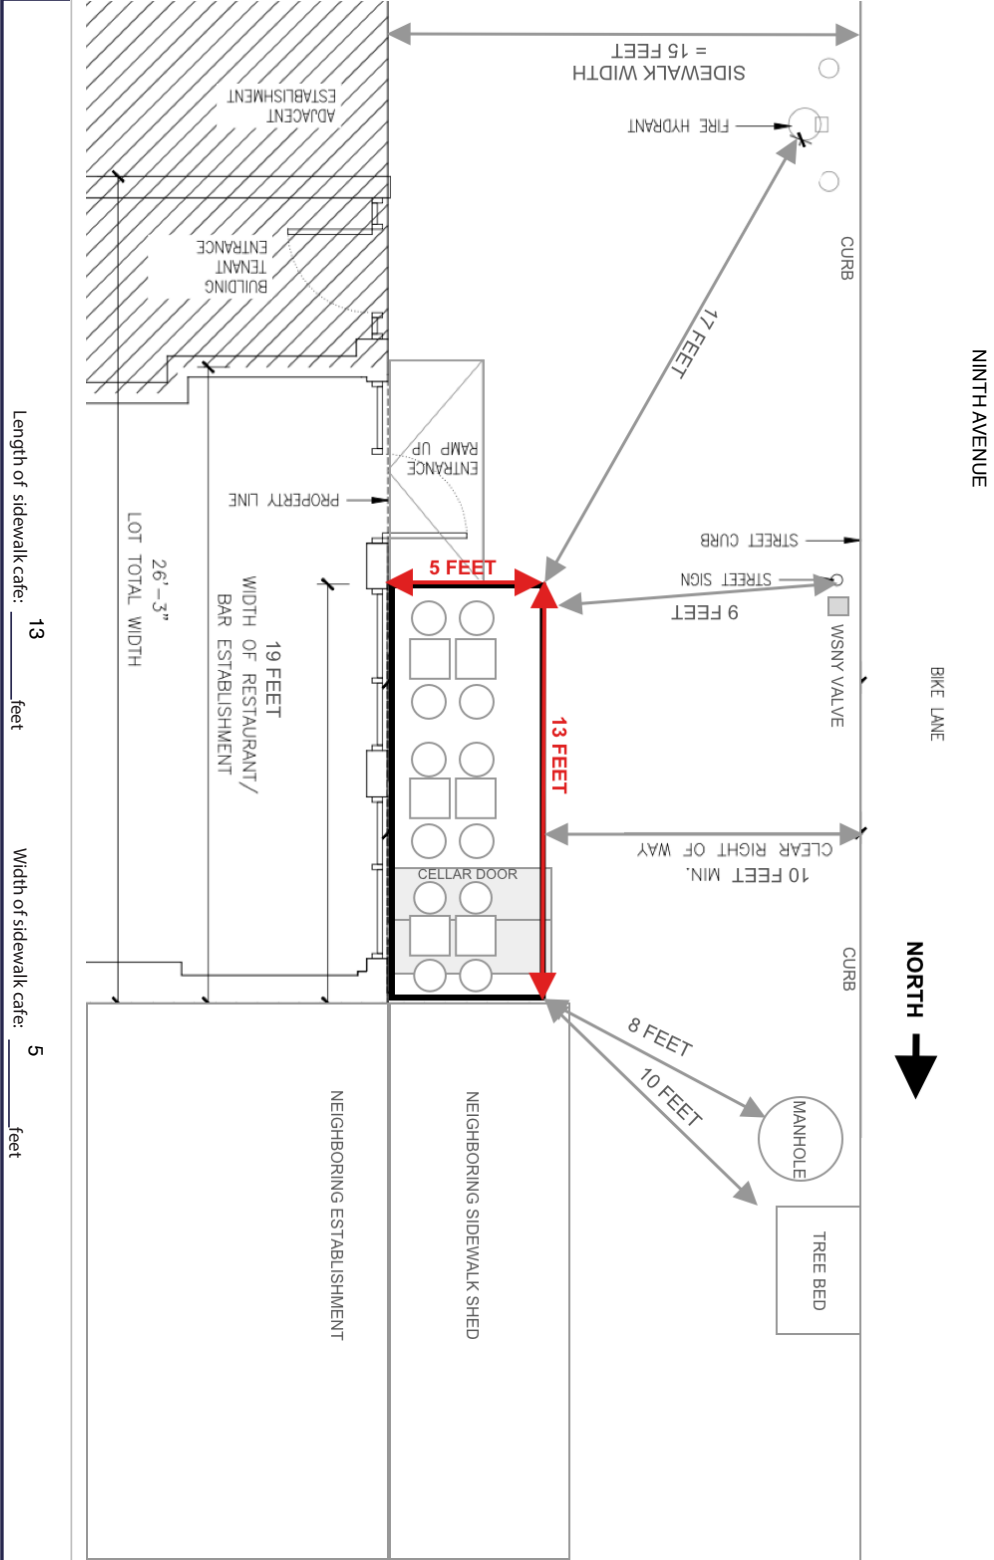 SIDEWALK WIDTH
= 15 FEET
FIRE HYDRANT
ADJACENT
ESTABLISHMENT
BUILDING
TENANT
ENTRANCE
CURB
17 FEET
NINTH AVENUE
ENTRANCE
RAMP UP
PROPERTY LINE
STREET CURB
STREET SIGN
9 FEET
WSNY VALVE
BIKE LANE
5 FEET
13 FEET
26'-3"
LOT TOTAL WIDTH
19 FEET
WIDTH OF RESTAURANT/
BAR ESTABLISHMENT
CLEAR RIGHT OF WAY
10 FEET MIN.
CELLAR DOOR
CURB
NORTH
8 FEET
10 FEET
MANHOLE
TREE BED
NEIGHBORING ESTABLISHMENT
NEIGHBORING SIDEWALK SHED
Length of sidewalk cafe: 13 feet
Width of sidewalk cafe: 5 feet